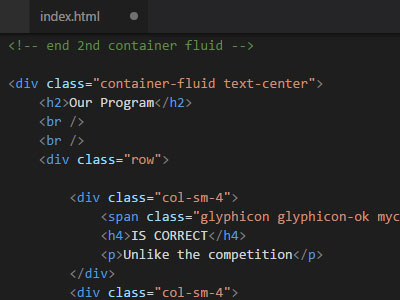 index.html
<!-- end 2nd container fluid -->
<div class="container-fluid text-center">
<h2>Our Program</h2>
<br />
<br />
<div class="row">
<div class="col-sm-4">
<span class="glyphicon glyphicon-ok myc
<h4>IS CORRECT</h4>
<p>Unlike the competition</p>
</div>
<div class="col-sm-4">